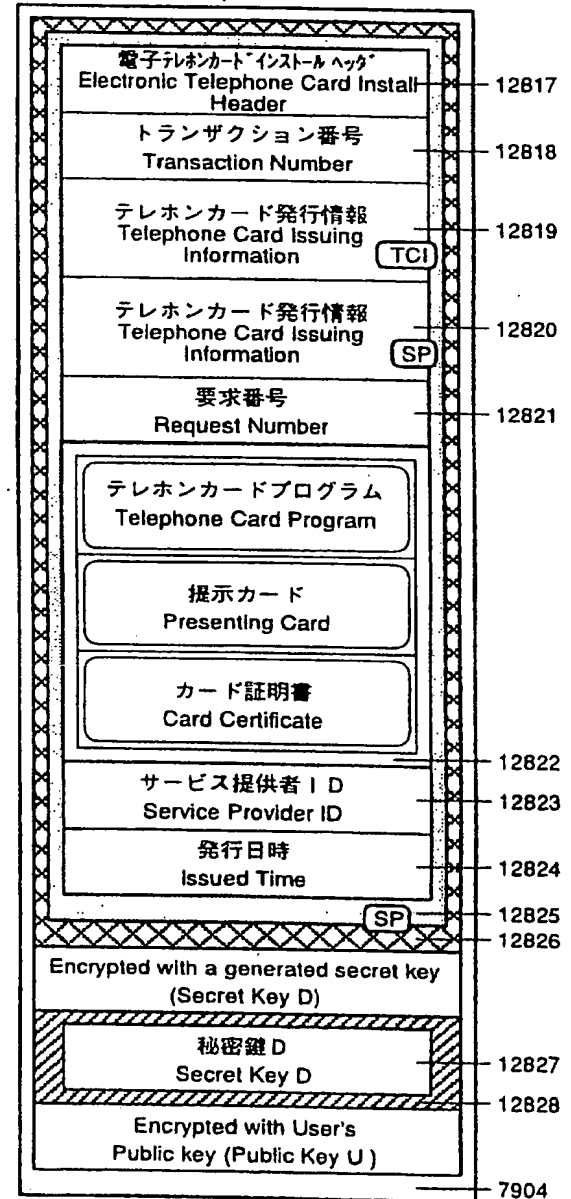 電子テレホンカードインストール ヘッダ
Electronic Telephone Card Install
Header
12817
トランザクション番号
Transaction Number
12818
テレホンカード発行情報
Telephone Card Issuing
Information
TCI
12819
テレホンカード発行情報
Telephone Card Issuing
Information
SP
12820
要求番号
Request Number
12821
テレホンカードプログラム
Telephone Card Program
提示カード
Presenting Card
カード証明書
Card Certificate
12822
サービス提供者ID
Service Provider ID
12823
発行日時
Issued Time
12824
SP
12825
12826
Encrypted with a generated secret key
(Secret Key D)
秘密鍵D
Secret Key D
12827
12828
Encrypted with User's
Public key (Public Key U )
7904